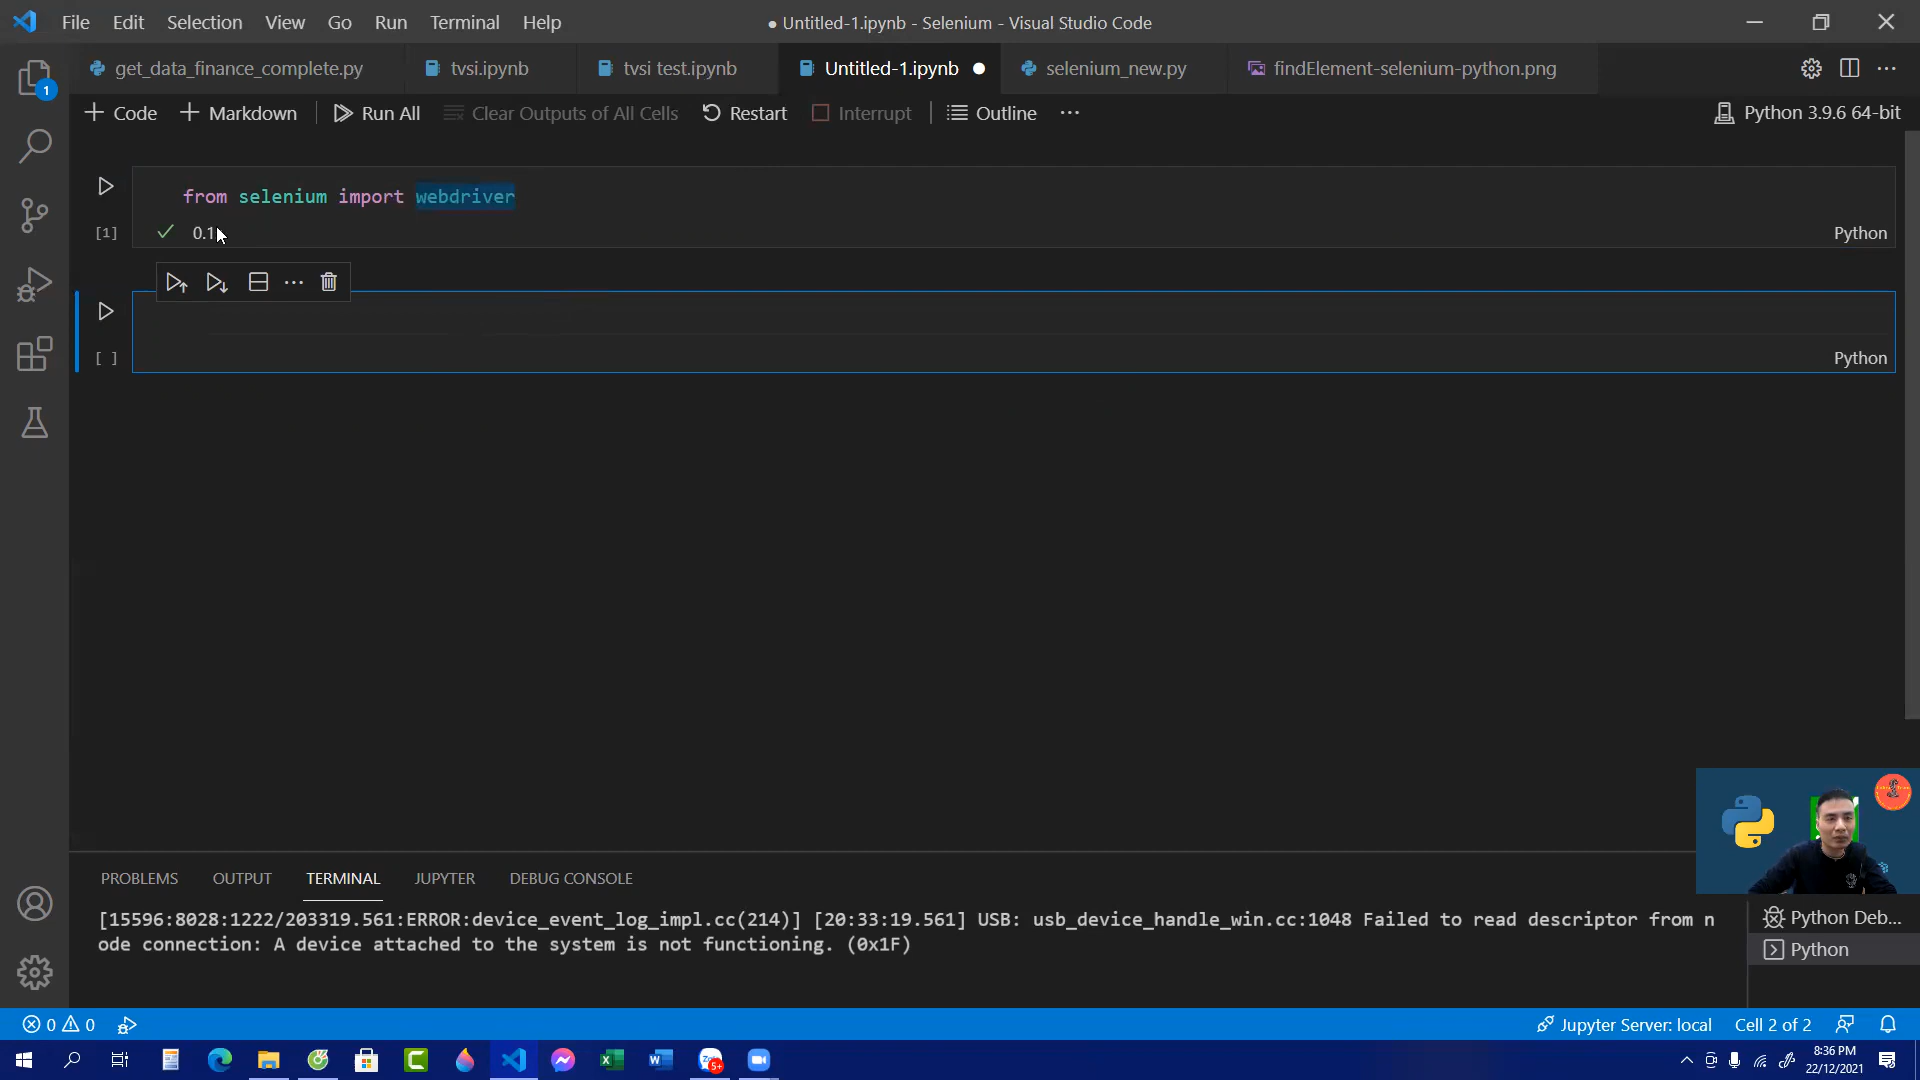 File Edit Selection View Go Run Terminal Help ● Untitled-1.ipynb - Selenium - Visual Studio Code
get_data_finance_complete.py tvsi.ipynb tvsi test.ipynb Untitled-1.ipynb selenium_new.py findElement-selenium-python.png
1
+ Code + Markdown Run All Clear Outputs of All Cells Restart Interrupt Outline ··· Python 3.9.6 64-bit
from selenium import webdriver
[1] ✓ 0.1 Python
[ ] Python
PROBLEMS OUTPUT TERMINAL JUPYTER DEBUG CONSOLE
[15596:8028:1222/203319.561:ERROR:device_event_log_impl.cc(214)] [20:33:19.561] USB: usb_device_handle_win.cc:1048 Failed to read descriptor from n
ode connection: A device attached to the system is not functioning. (0x1F)
Python Deb...
Python
0 0 Jupyter Server: local Cell 2 of 2
8:36 PM
22/12/2021